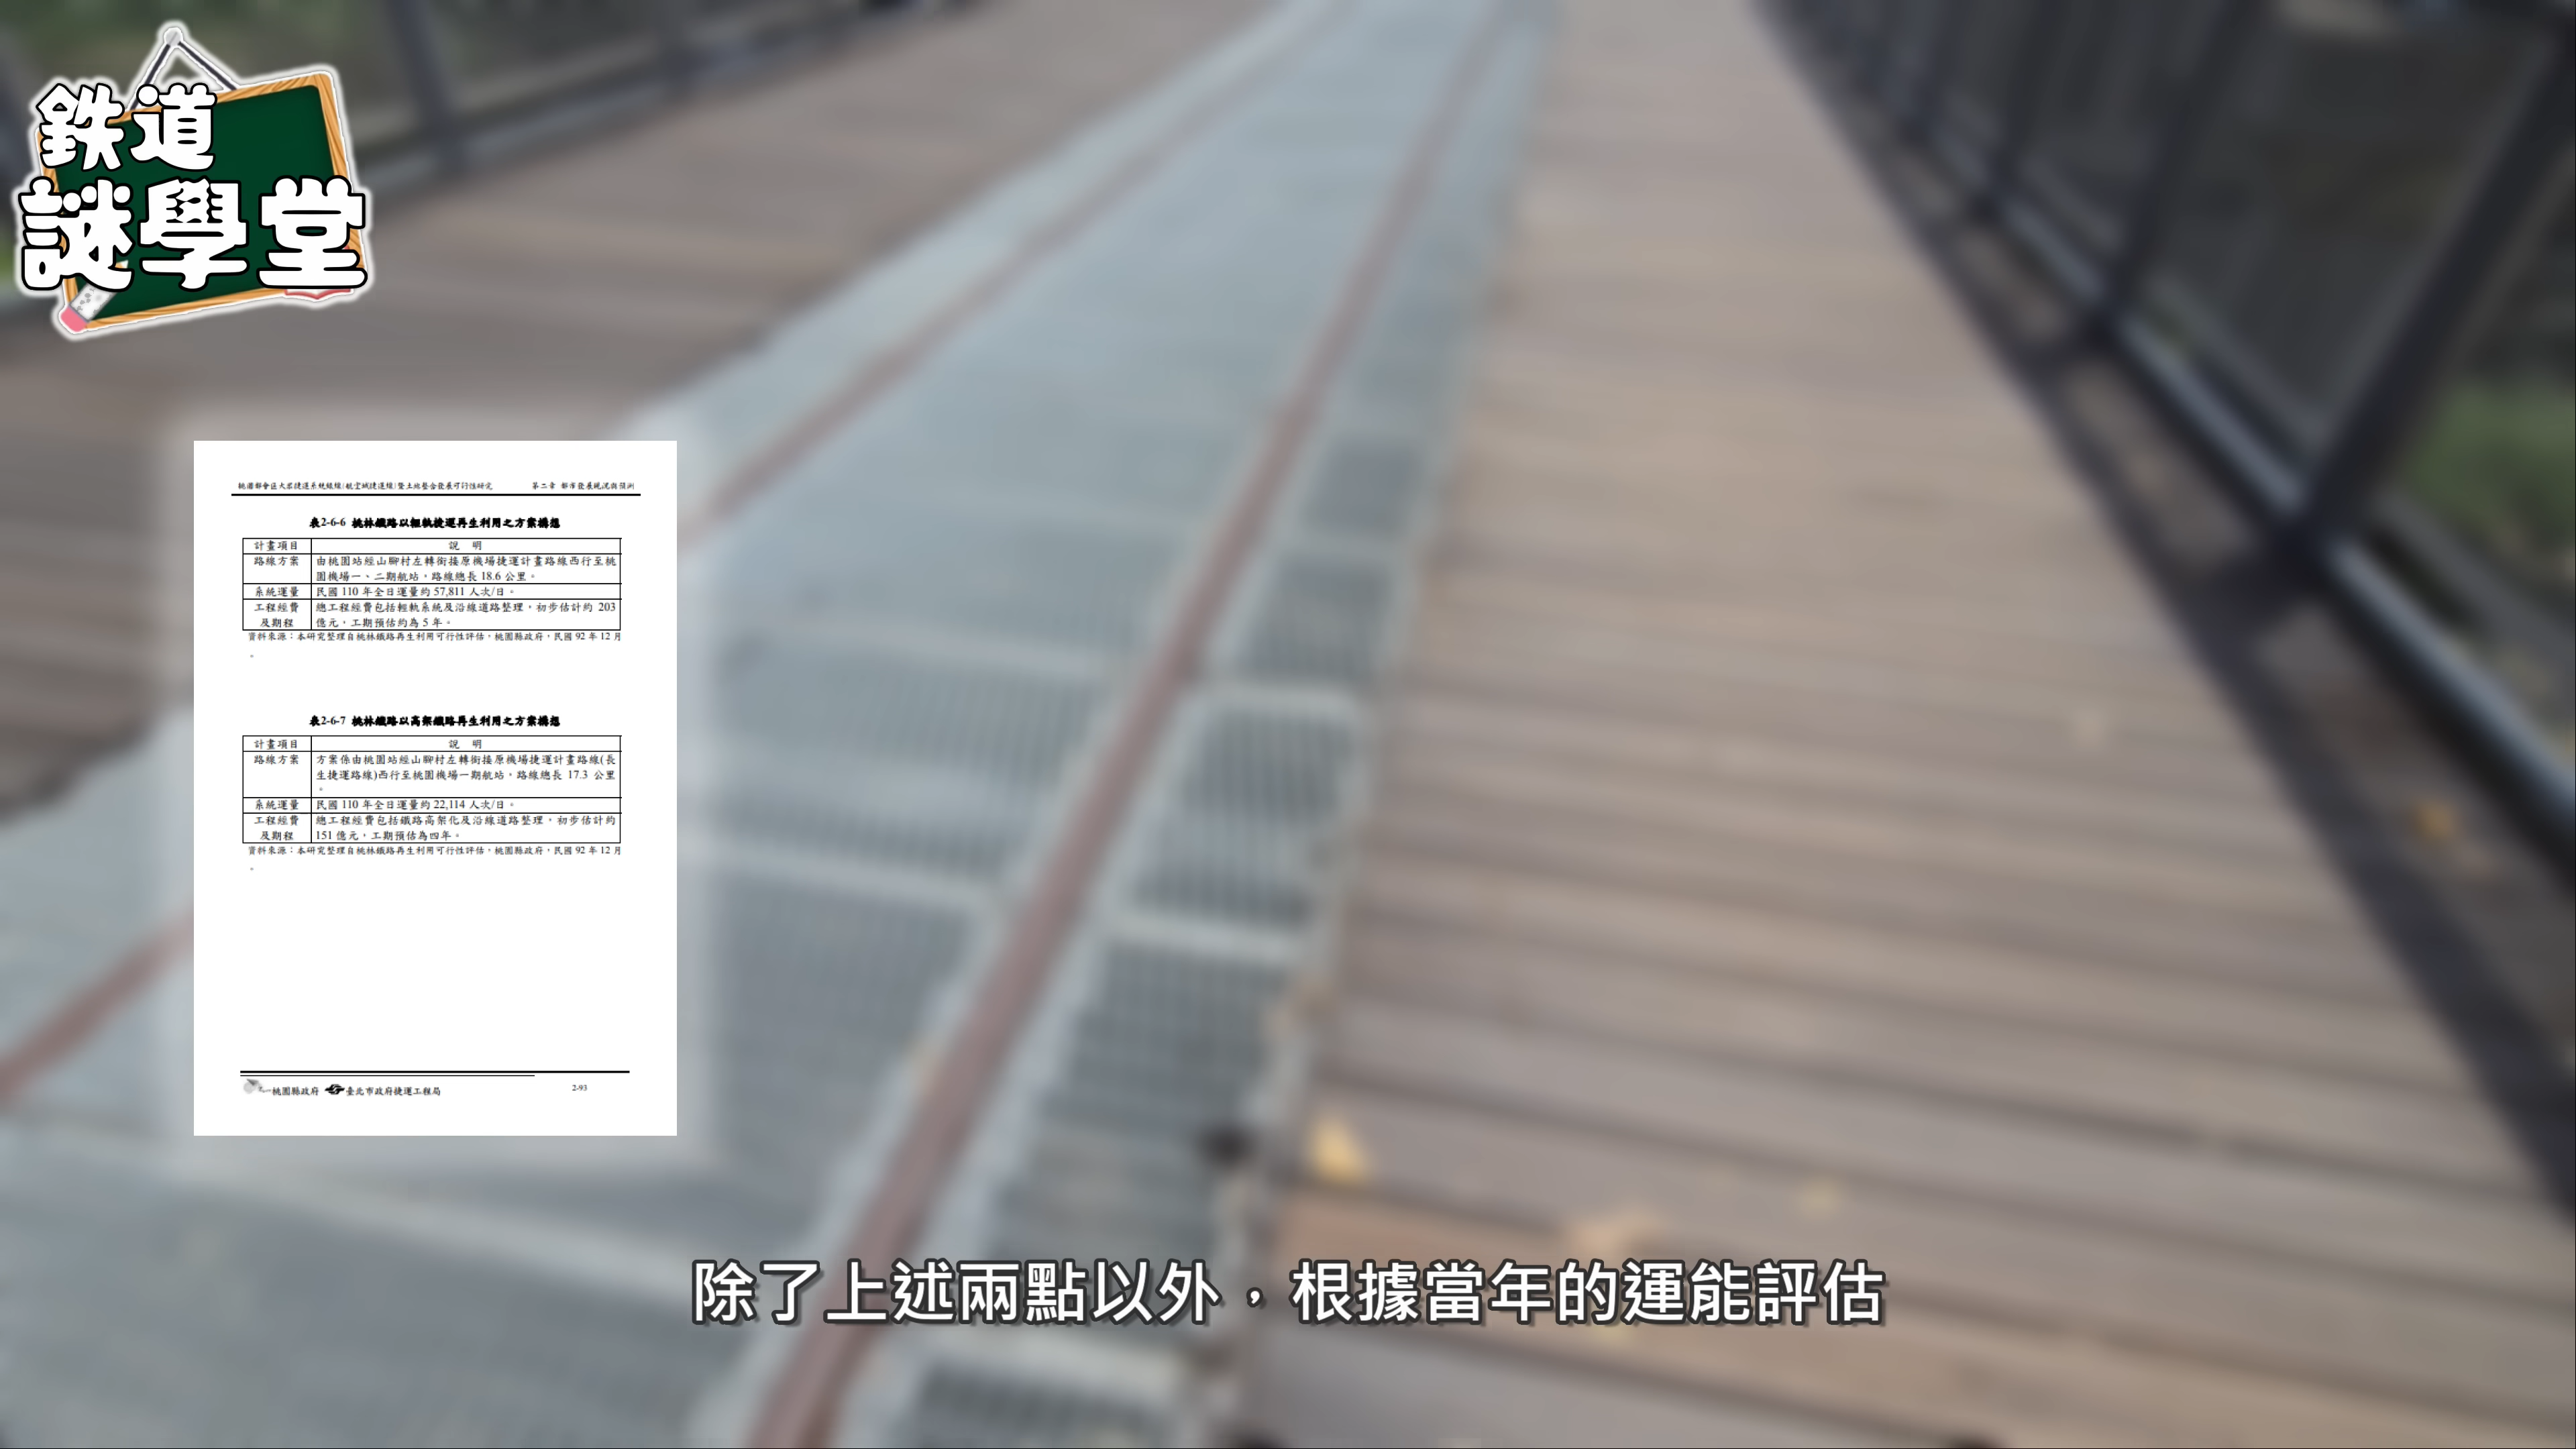 鉄道
謎學堂
桃園都會區大眾捷運系統綠線(航空城捷運線)暨土地整合發展可行性研究 第二章 都市發展現況與預測
表2-6-6 桃林鐵路以輕軌捷運再生利用之方案構想
計畫項目 說 明
路線方案 由桃園站經山腳村左轉銜接原機場捷運計畫路線西行至桃
園機場一、二期航站，路線總長 18.6 公里。
系統運量 民國 110 年全日運量約 57,811 人次/日。
工程經費 總工程經費包括輕軌系統及沿線道路整理，初步估計約 203
及期程 億元，工期預估約為 5 年。
資料來源：本研究整理自桃林鐵路再生利用可行性評估，桃園縣政府，民國 92 年 12 月
。
表2-6-7 桃林鐵路以高架鐵路再生利用之方案構想
計畫項目 說 明
路線方案 方案係由桃園站經山腳村左轉銜接原機場捷運計畫路線(長
生捷運路線)西行至桃園機場一期航站，路線總長 17.3 公里
。
系統運量 民國 110 年全日運量約 22,114 人次/日。
工程經費 總工程經費包括鐵路高架化及沿線道路整理，初步估計約
及期程 151 億元，工期預估為四年。
資料來源：本研究整理自桃林鐵路再生利用可行性評估，桃園縣政府，民國 92 年 12 月
。
桃園縣政府 臺北市政府捷運工程局 2-93
除了上述兩點以外，根據當年的運能評估